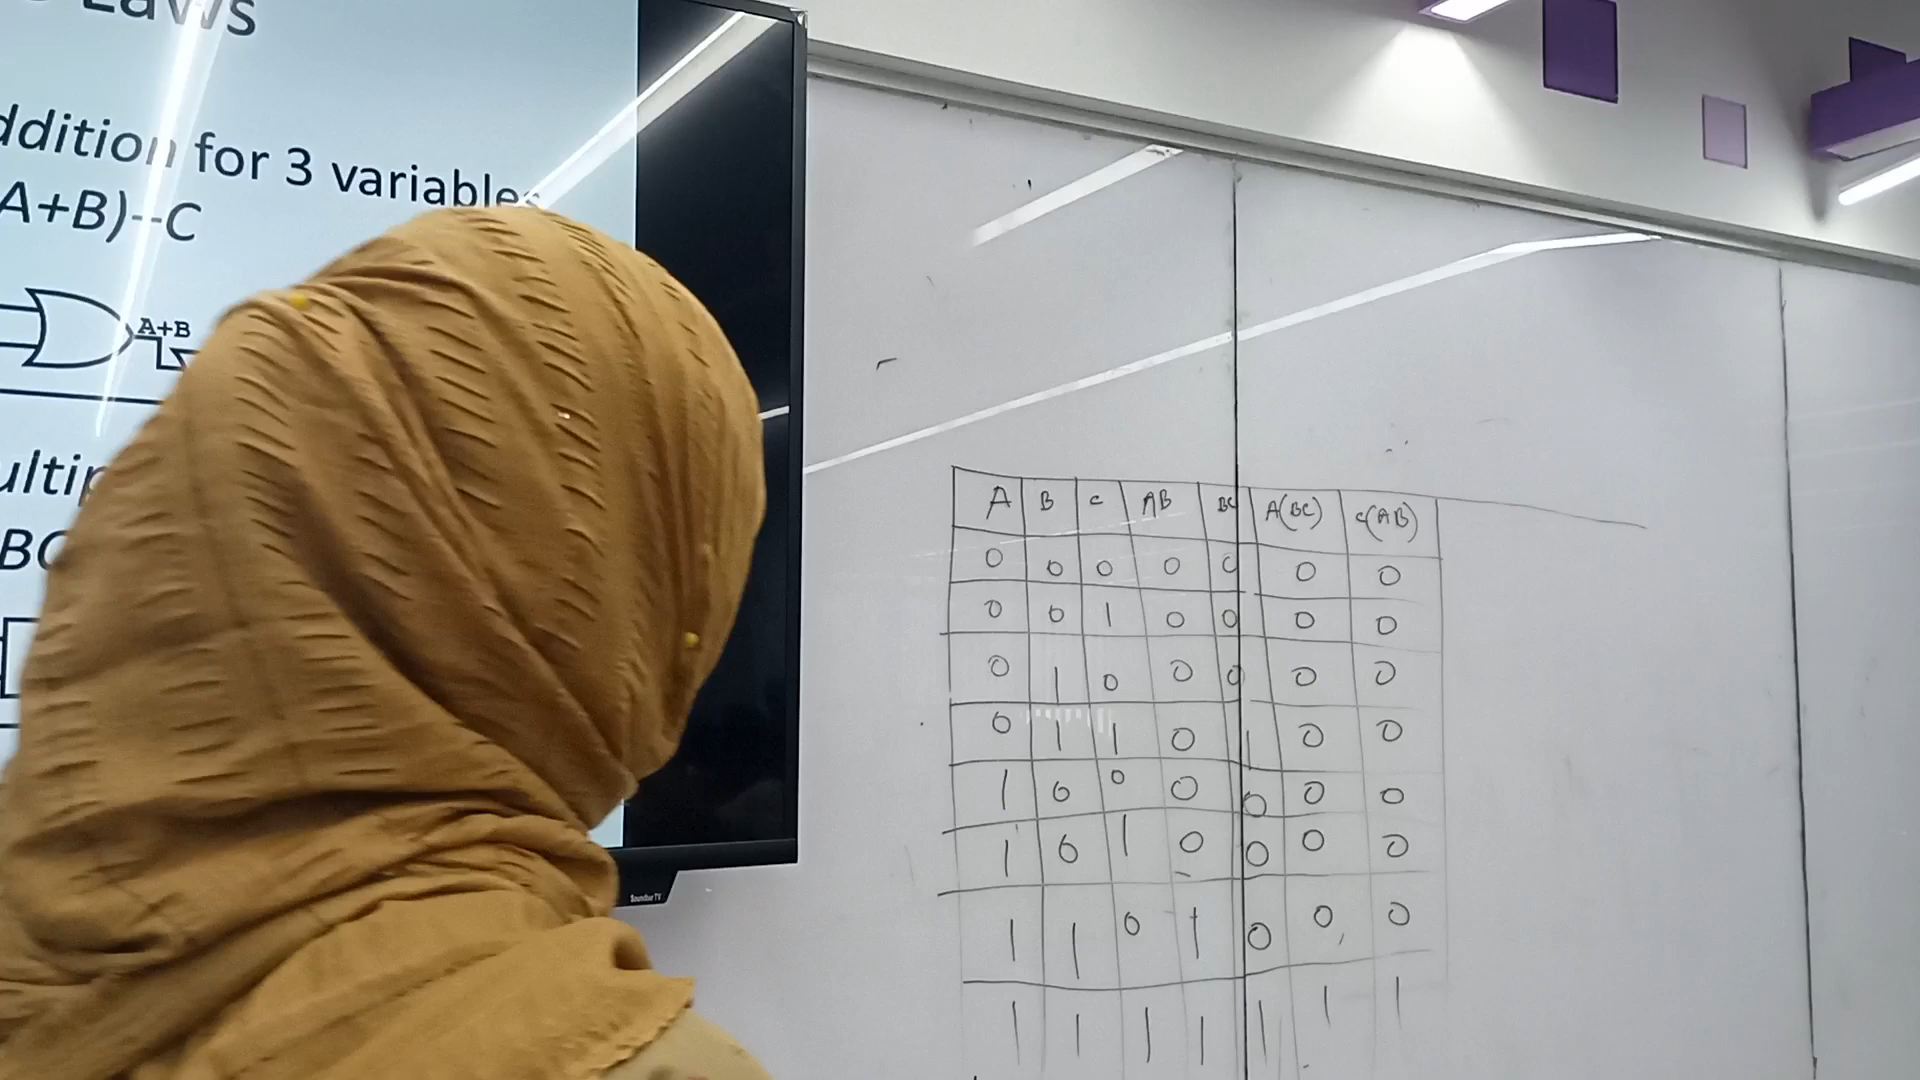 Laws
ddition for 3 variables
A+B)+C
A+B
ultip
BC
Soundbar TV
A B C AB BC A(BC) C(AB)
0 0 0 0 0 0 0
0 0 1 0 0 0 0
0 1 0 0 0 0 0
0 1 1 0 1 0 0
1 0 0 0 0 0 0
1 0 1 0 0 0 0
1 1 0 1 0 0 0
1 1 1 1 1 1 1